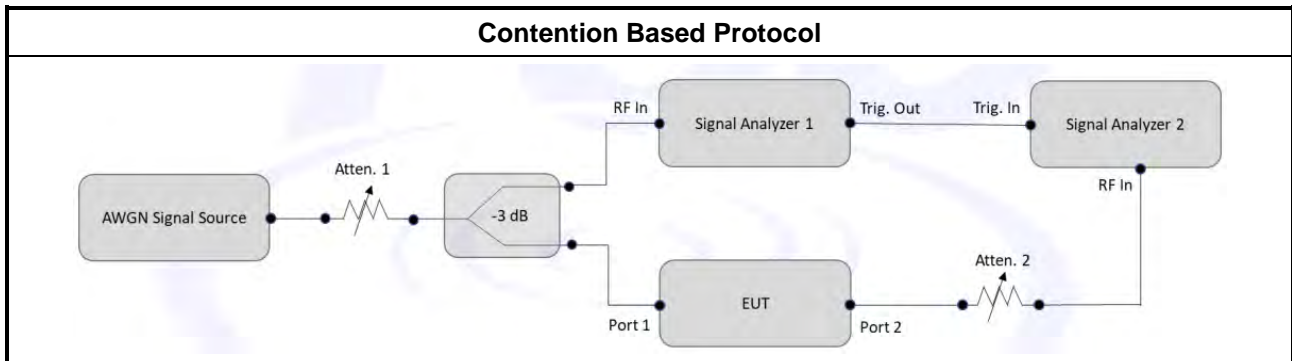 Contention Based Protocol
RF In
Signal Analyzer 1
Trig. Out
Trig. In
Signal Analyzer 2
RF In
Atten. 1
AWGN Signal Source
-3 dB
Atten. 2
EUT
Port 1
Port 2